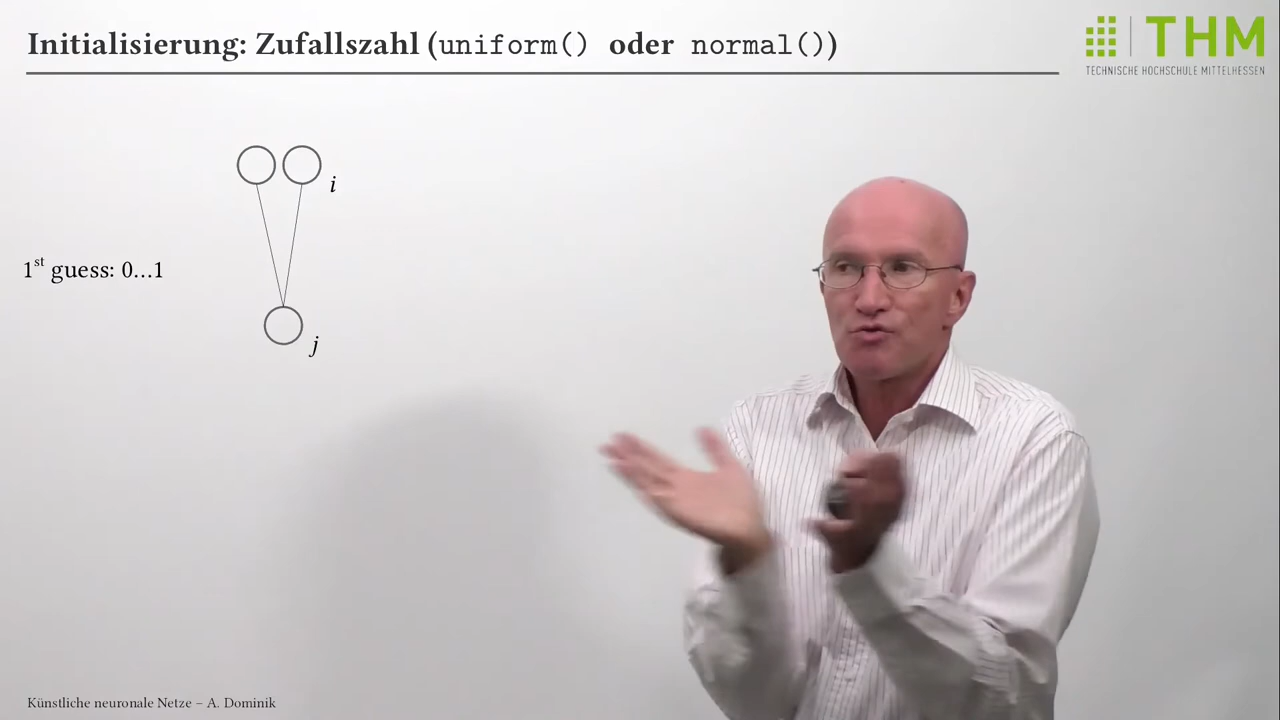 Initialisierung: Zufallszahl (uniform() oder normal())
THM
TECHNISCHE HOCHSCHULE MITTELHESSEN
i
1st guess: 0...1
j
Künstliche neuronale Netze – A. Dominik